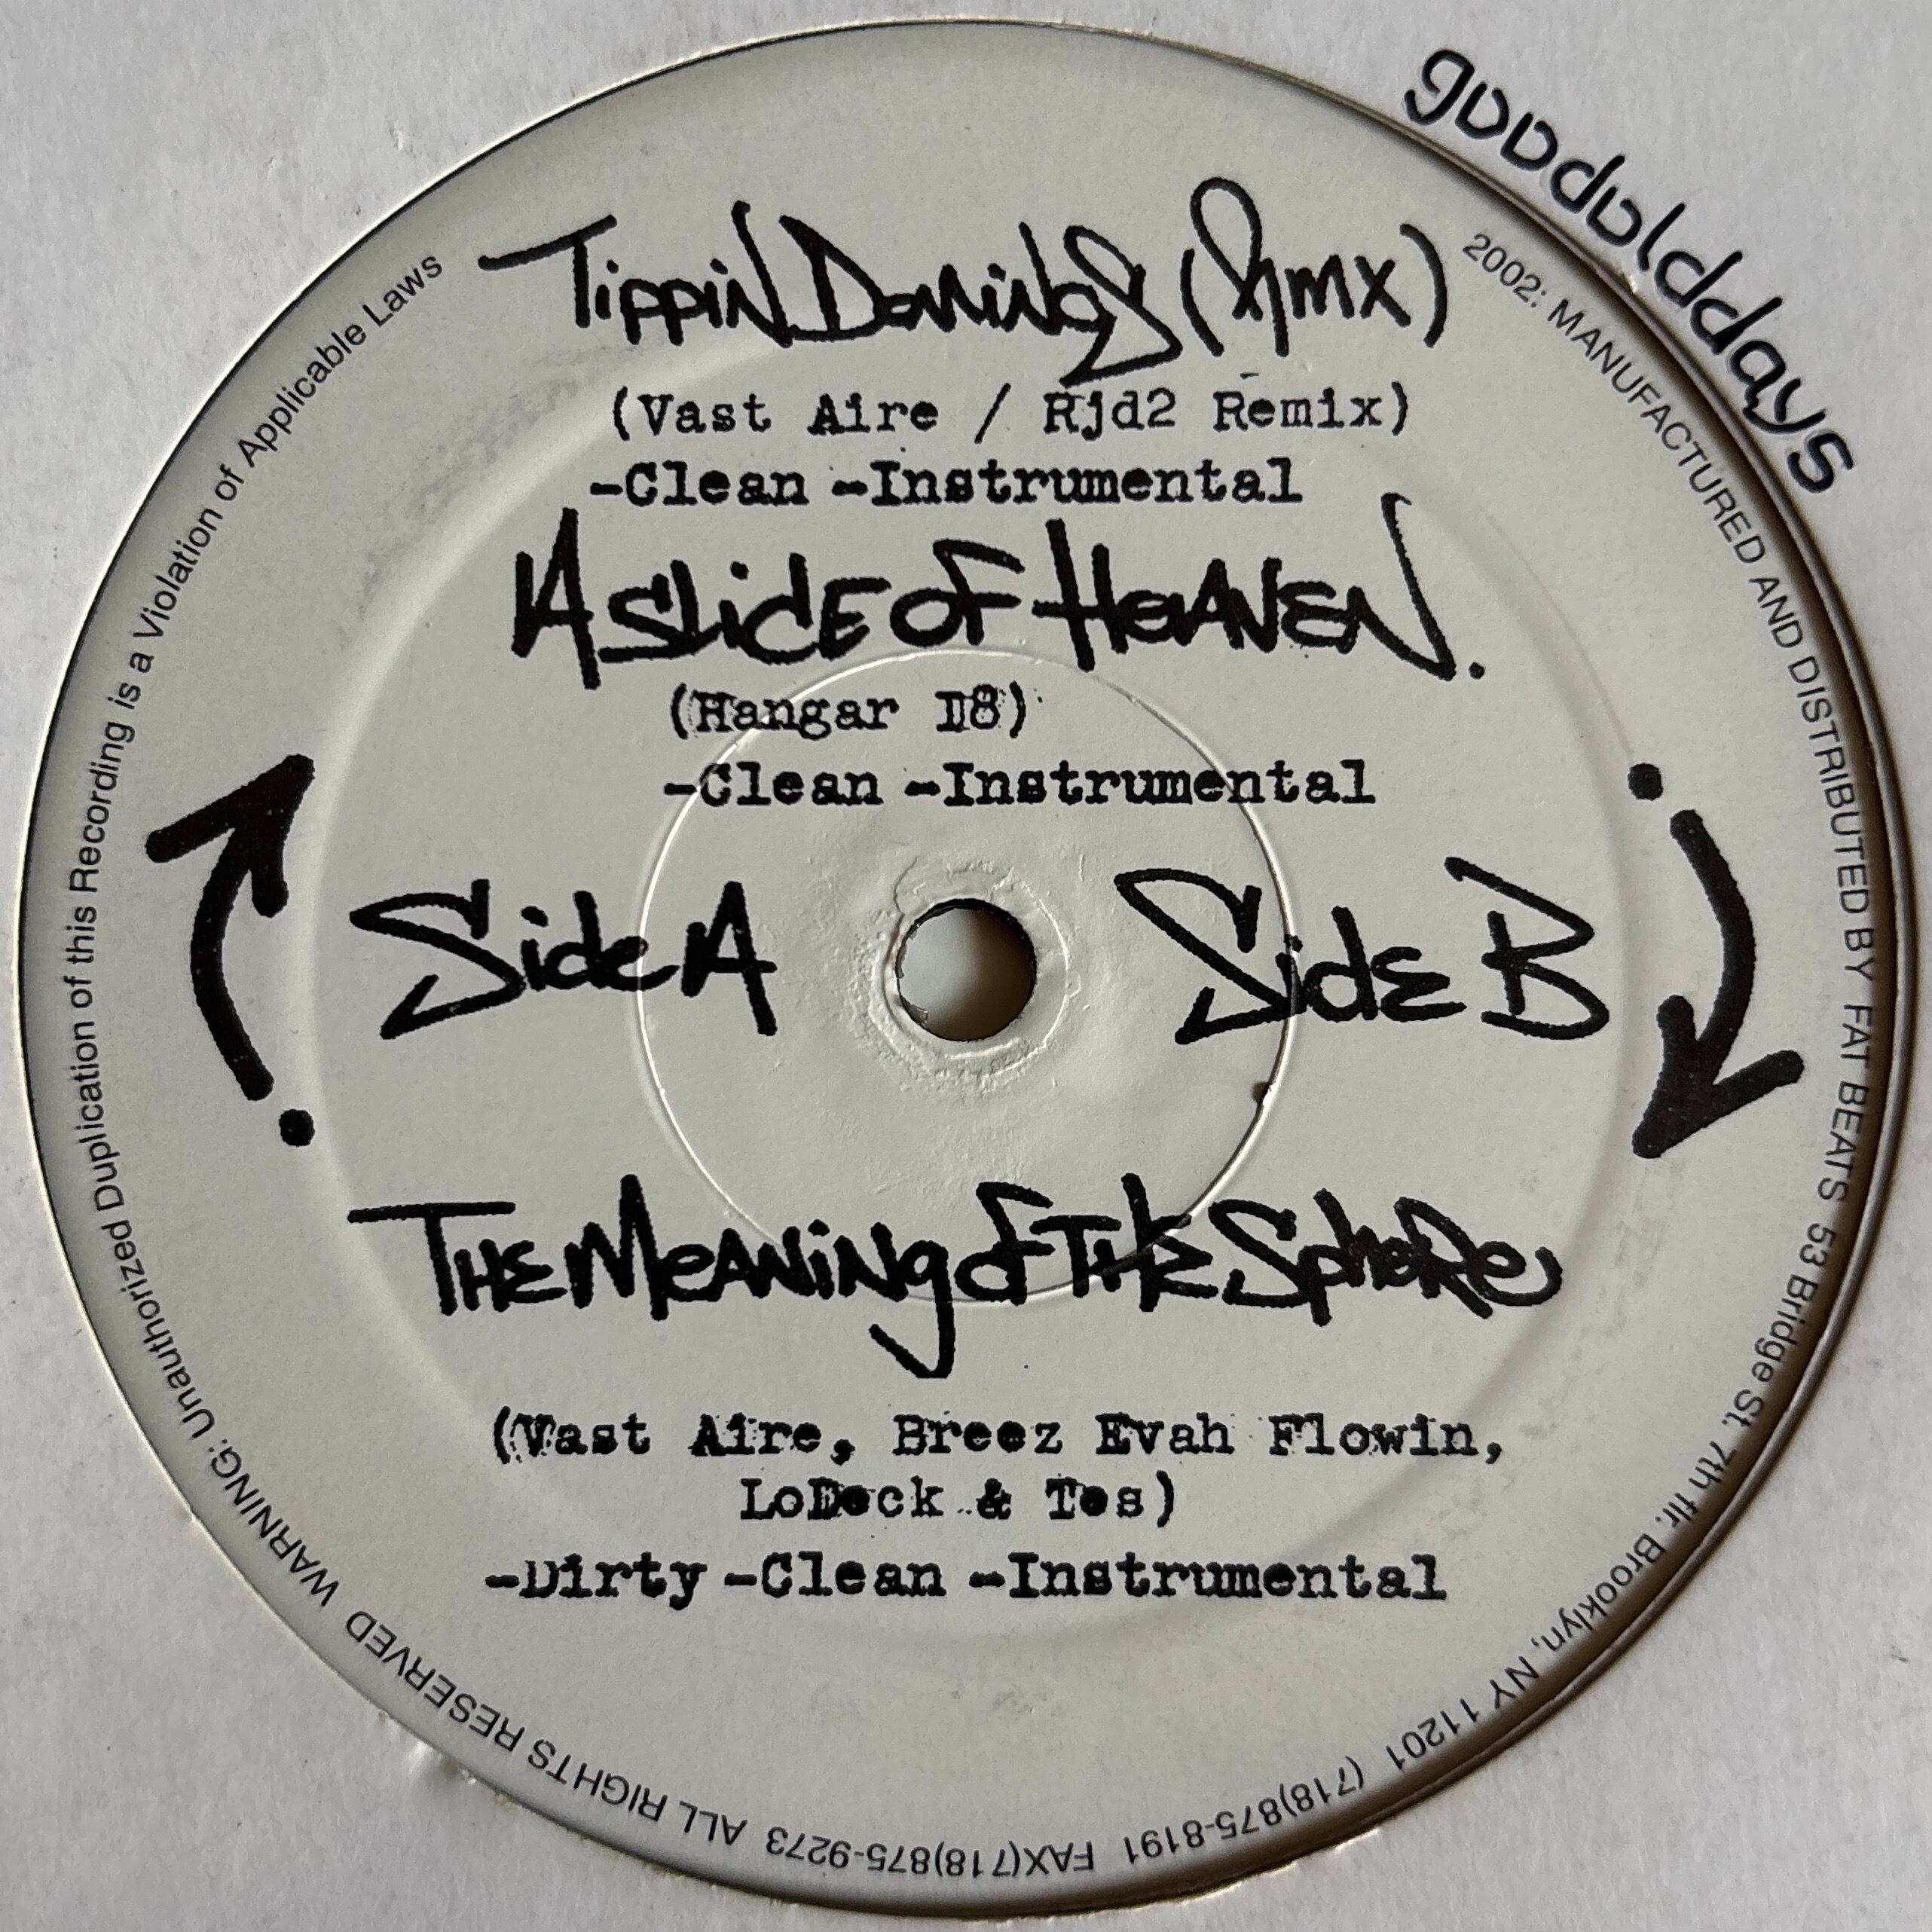 goodolddays
Tippin Dominos (Rmx)
(Vast Aire / Rjd2 Remix)
-Clean -Instrumental
A Slice of Heaven.
(Hangar 18)
-Clean -Instrumental
Side A
Side B
The Meaning of The Sphere
(Vast Aire, Breez Evah Flowin,
LoDeck & Tes)
-Dirty -Clean -Instrumental
2002: MANUFACTURED AND DISTRIBUTED BY FAT BEATS 53 Bridge St. 7th flr. Brooklyn, NY 11201 (718)875-8191 FAX(718)875-9273 ALL RIGHTS RESERVED WARNING: Unauthorized Duplication of this Recording is a Violation of Applicable Laws